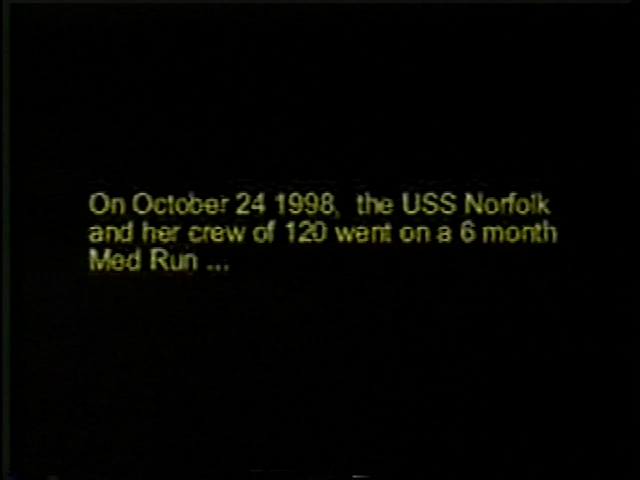 On October 24 1998, the USS Norfolk
and her crew of 120 went on a 6 month
Med Run ...